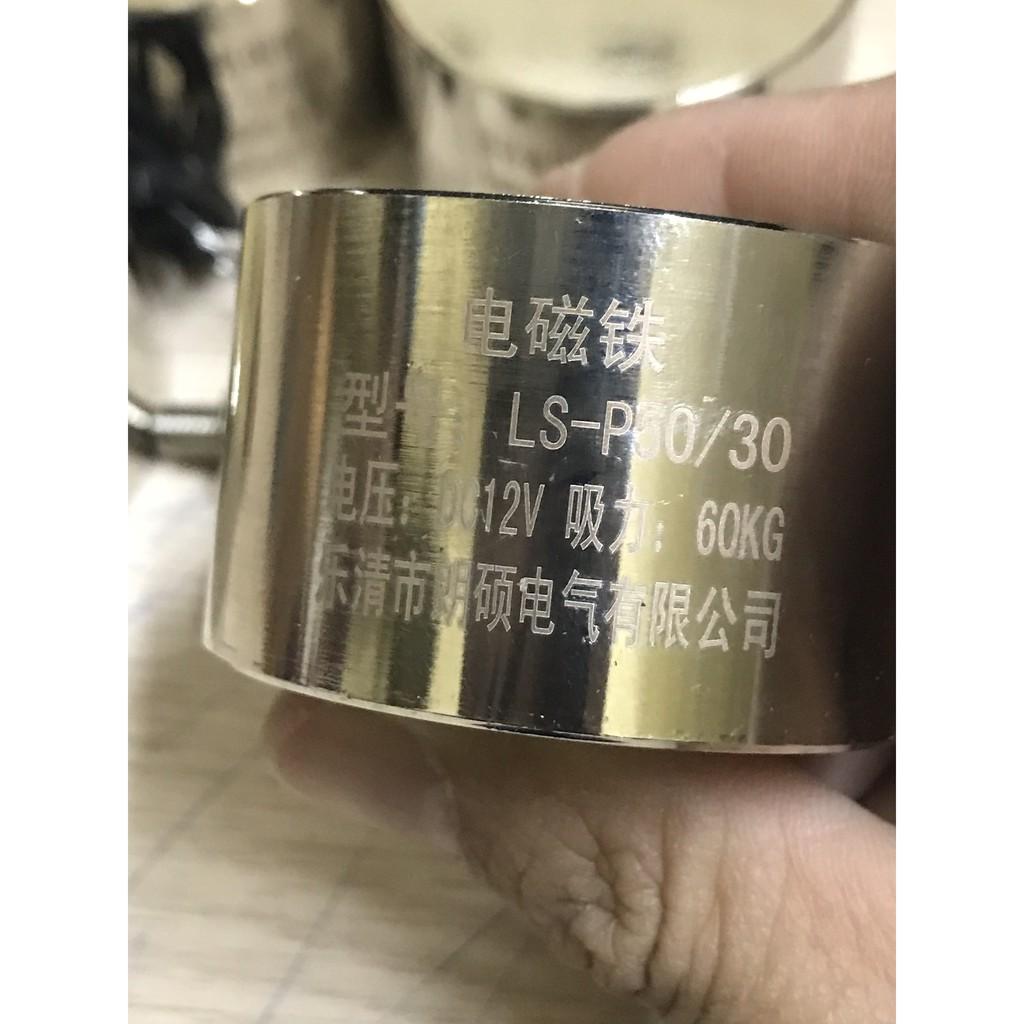 电磁铁
型号: LS-P50/30
电压: DC12V 吸力: 60KG
乐清市朗硕电气有限公司